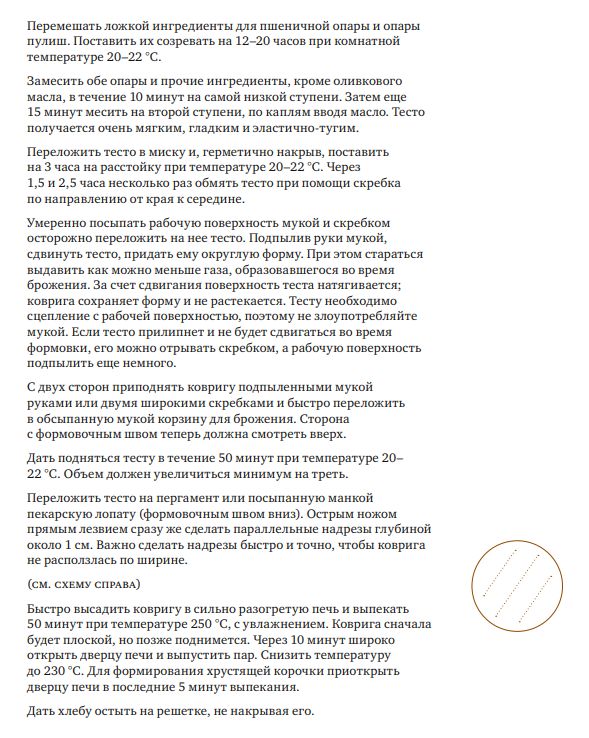 Перемешать ложкой ингредиенты для пшеничной опары и опары
пулиш. Поставить их созревать на 12–20 часов при комнатной
температуре 20–22 °С.
Замесить обе опары и прочие ингредиенты, кроме оливкового
масла, в течение 10 минут на самой низкой ступени. Затем еще
15 минут месить на второй ступени, по каплям вводя масло. Тесто
получается очень мягким, гладким и эластично-тугим.
Переложить тесто в миску и, герметично накрыв, поставить
на 3 часа на расстойку при температуре 20–22 °С. Через
1,5 и 2,5 часа несколько раз обмять тесто при помощи скребка
по направлению от края к середине.
Умеренно посыпать рабочую поверхность мукой и скребком
осторожно переложить на нее тесто. Подпылив руки мукой,
сдвинуть тесто, придать ему округлую форму. При этом стараться
выдавить как можно меньше газа, образовавшегося во время
брожения. За счет сдвигания поверхность теста натягивается;
коврига сохраняет форму и не растекается. Тесту необходимо
сцепление с рабочей поверхностью, поэтому не злоупотребляйте
мукой. Если тесто прилипнет и не будет сдвигаться во время
формовки, его можно отрывать скребком, а рабочую поверхность
подпылить еще немного.
С двух сторон приподнять ковригу подпыленными мукой
руками или двумя широкими скребками и быстро переложить
в обсыпанную мукой корзину для брожения. Сторона
с формовочным швом теперь должна смотреть вверх.
Дать подняться тесту в течение 50 минут при температуре 20–
22 °С. Объем должен увеличиться минимум на треть.
Переложить тесто на пергамент или посыпанную манкой
пекарскую лопату (формовочным швом вниз). Острым ножом
прямым лезвием сразу же сделать параллельные надрезы глубиной
около 1 см. Важно сделать надрезы быстро и точно, чтобы коврига
не расползлась по ширине.
(СМ. СХЕМУ СПРАВА)
Быстро высадить ковригу в сильно разогретую печь и выпекать
50 минут при температуре 250 °С, с увлажнением. Коврига сначала
будет плоской, но позже поднимется. Через 10 минут широко
открыть дверцу печи и выпустить пар. Снизить температуру
до 230 °С. Для формирования хрустящей корочки приоткрыть
дверцу печи в последние 5 минут выпекания.
Дать хлебу остыть на решетке, не накрывая его.